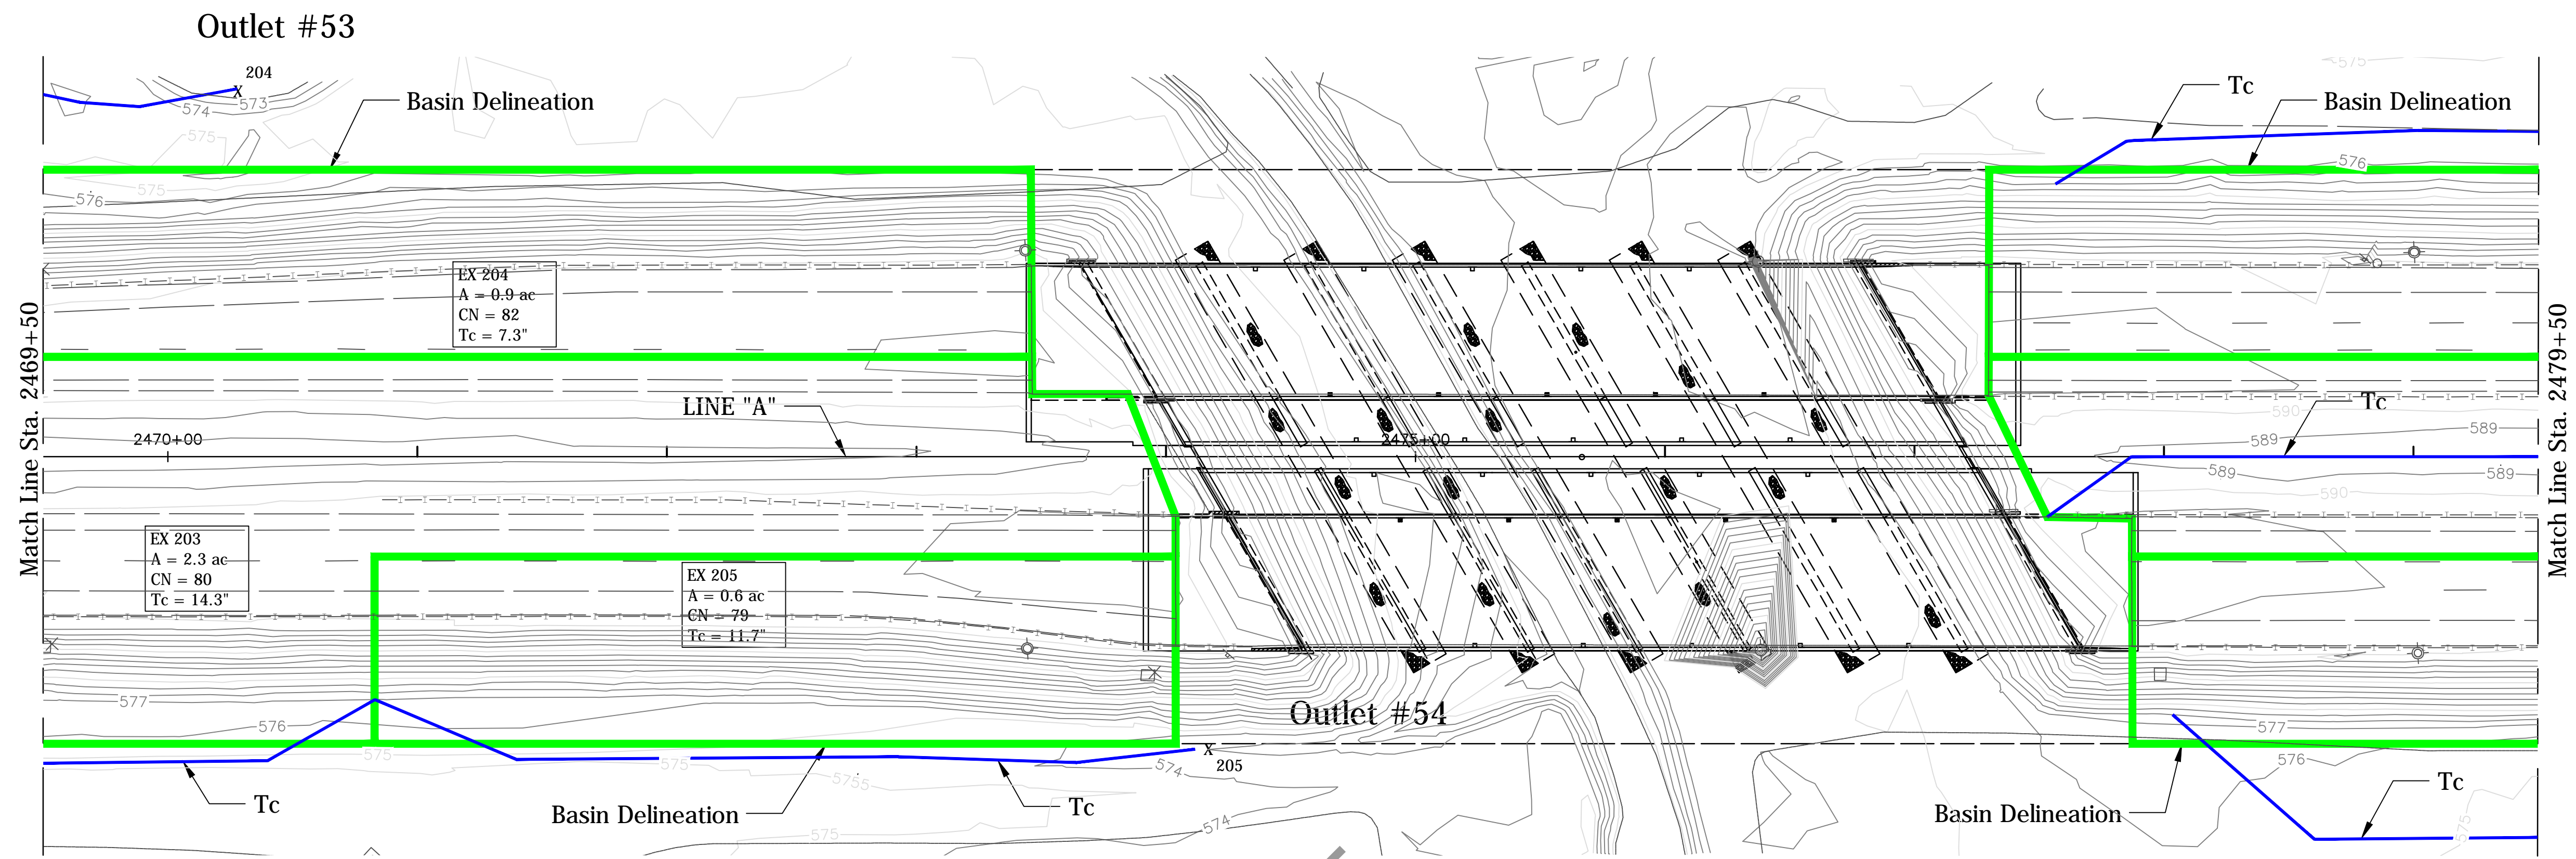 Outlet #53
204
573
574
575
Basin Delineation
575
576
Tc
Basin Delineation
575
576
EX 204
A = 0.9 ac
CN = 82
Tc = 7.3"
Match Line Sta. 2469+50
LINE "A"
2470+00
2475+00
590
Tc
589
589
589
589
590
Match Line Sta. 2479+50
EX 203
A = 2.3 ac
CN = 80
Tc = 14.3"
EX 205
A = 0.6 ac
CN = 79
Tc = 11.7"
577
576
575
575
5755
575
574
574
205
X
X
Outlet #54
Tc
Basin Delineation
Tc
577
576
575
Basin Delineation
Tc